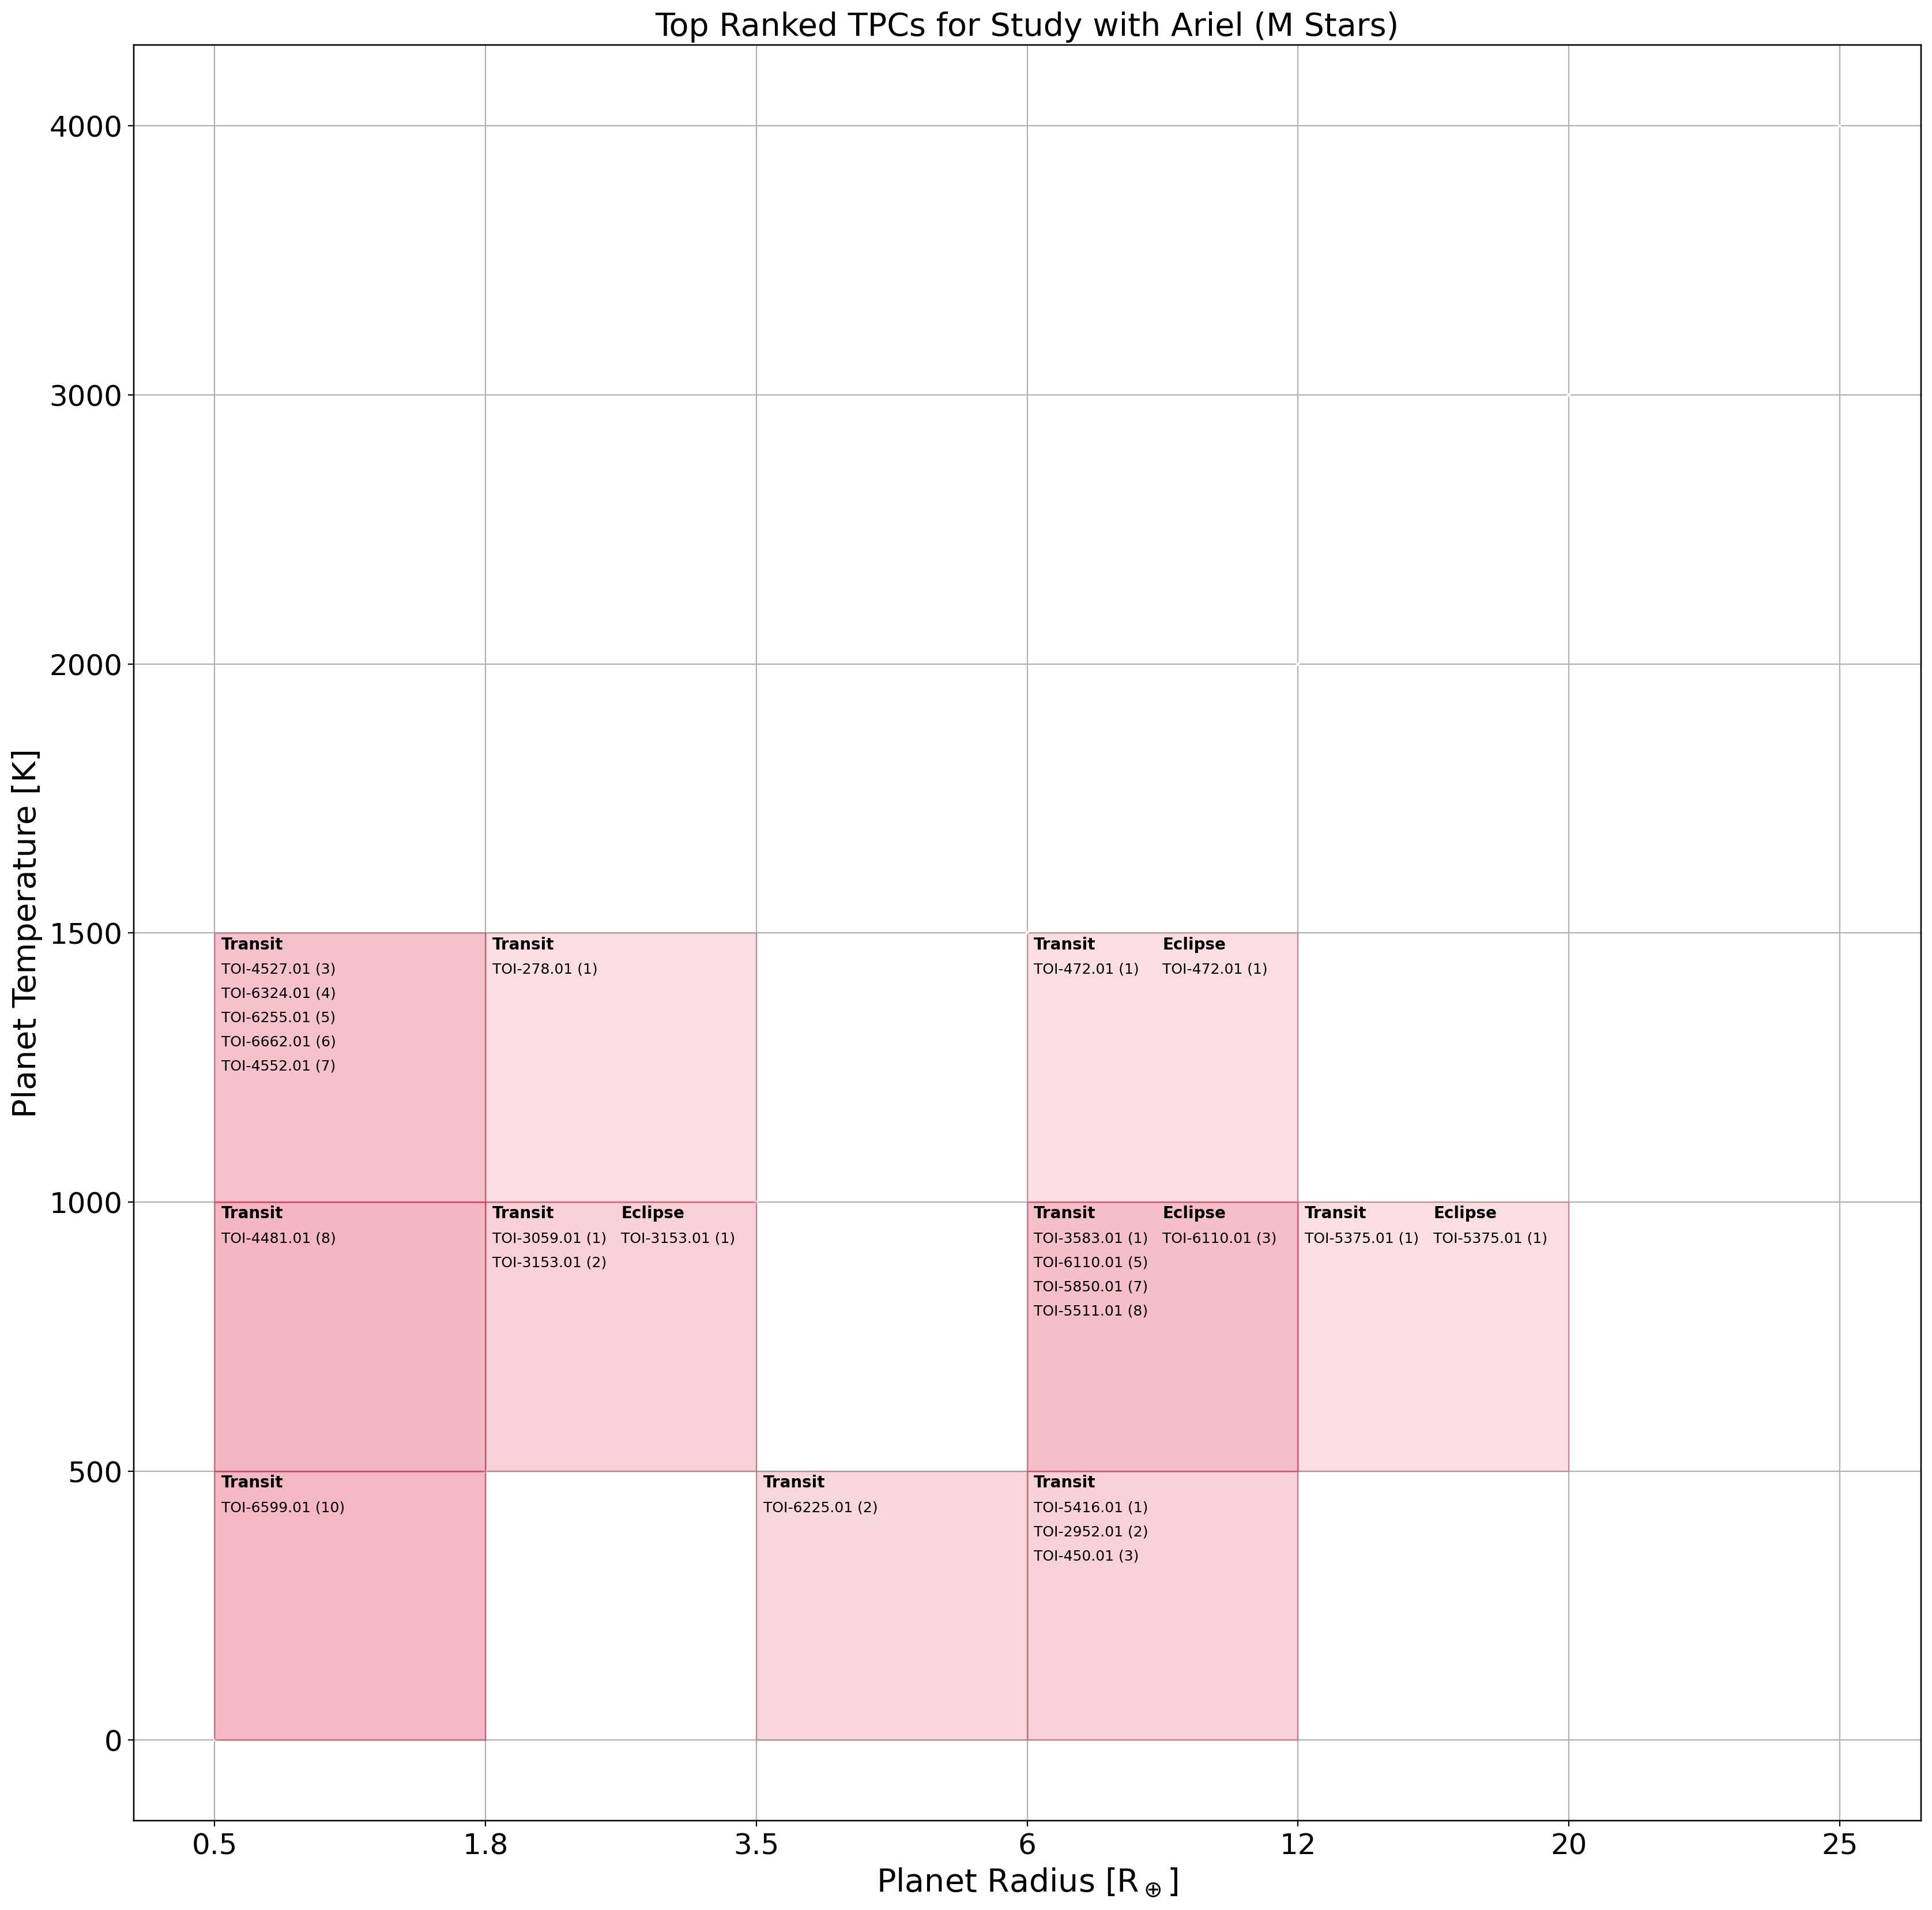 Top Ranked TPCs for Study with Ariel (M Stars)
Planet Temperature [K]
4000
3000
2000
1500
1000
500
0
Transit
TOI-4527.01 (3)
TOI-6324.01 (4)
TOI-6255.01 (5)
TOI-6662.01 (6)
TOI-4552.01 (7)
Transit
TOI-278.01 (1)
Transit
TOI-472.01 (1)
Eclipse
TOI-472.01 (1)
Transit
TOI-4481.01 (8)
Transit
TOI-3059.01 (1)
TOI-3153.01 (2)
Eclipse
TOI-3153.01 (1)
Transit
TOI-3583.01 (1)
TOI-6110.01 (5)
TOI-5850.01 (7)
TOI-5511.01 (8)
Eclipse
TOI-6110.01 (3)
Transit
TOI-5375.01 (1)
Eclipse
TOI-5375.01 (1)
Transit
TOI-6599.01 (10)
Transit
TOI-6225.01 (2)
Transit
TOI-5416.01 (1)
TOI-2952.01 (2)
TOI-450.01 (3)
0.5 1.8 3.5 6 12 20 25
Planet Radius [R⊕]